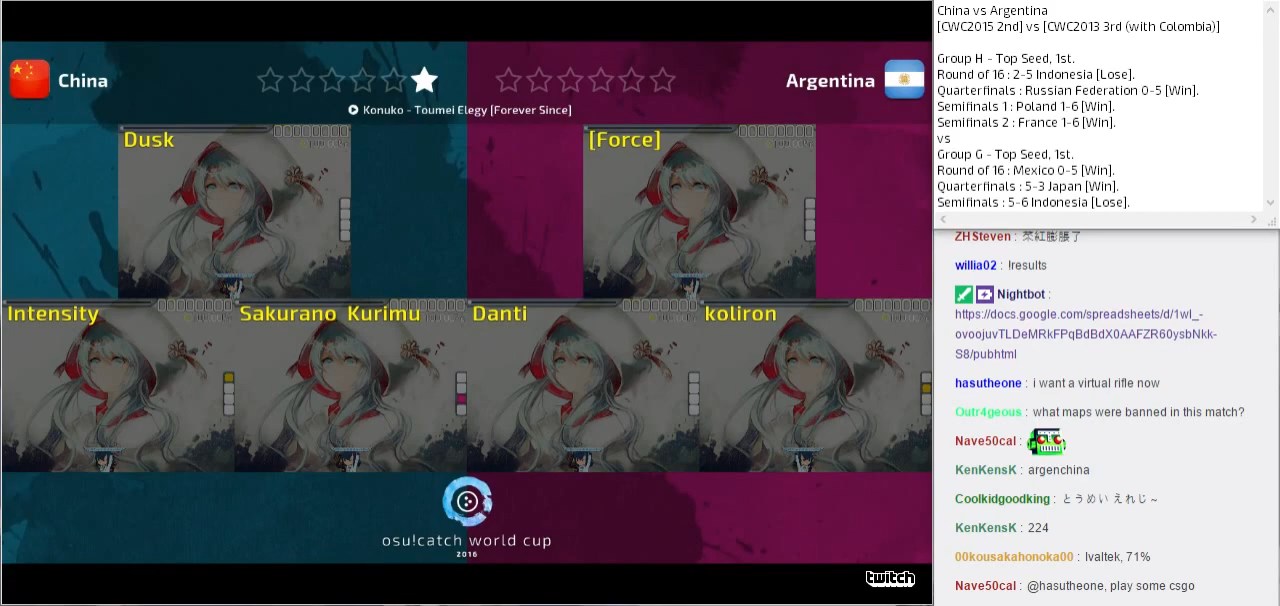 China
Argentina
Konuko - Toumei Elegy [Forever Since]
Dusk
[Force]
Intensity
Sakurano Kurimu
Danti
koliron
osu!catch world cup
2016
twitch
China vs Argentina
[CWC2015 2nd] vs [CWC2013 3rd (with Colombia)]
Group H - Top Seed, 1st.
Round of 16 : 2-5 Indonesia [Lose].
Quarterfinals : Russian Federation 0-5 [Win].
Semifinals 1 : Poland 1-6 [Win].
Semifinals 2 : France 1-6 [Win].
vs
Group G - Top Seed, 1st.
Round of 16 : Mexico 0-5 [Win].
Quarterfinals : 5-3 Japan [Win].
Semifinals : 5-6 Indonesia [Lose].
ZHSteven : 紅膨脹了
willia02 : !results
Nightbot :
https://docs.google.com/spreadsheets/d/1wl_-
ovoojuvTLDeMRkFPqBdBdX0AAFZR60ysbNkk-
S8/pubhtml
hasutheone : i want a virtual rifle now
Outr4geous : what maps were banned in this match?
Nave50cal :
KenKensK : argenchina
Coolkidgoodking : とうめい えれじ~
KenKensK : 224
00kousakahonoka00 : lvaltek, 71%
Nave50cal : @hasutheone, play some csgo